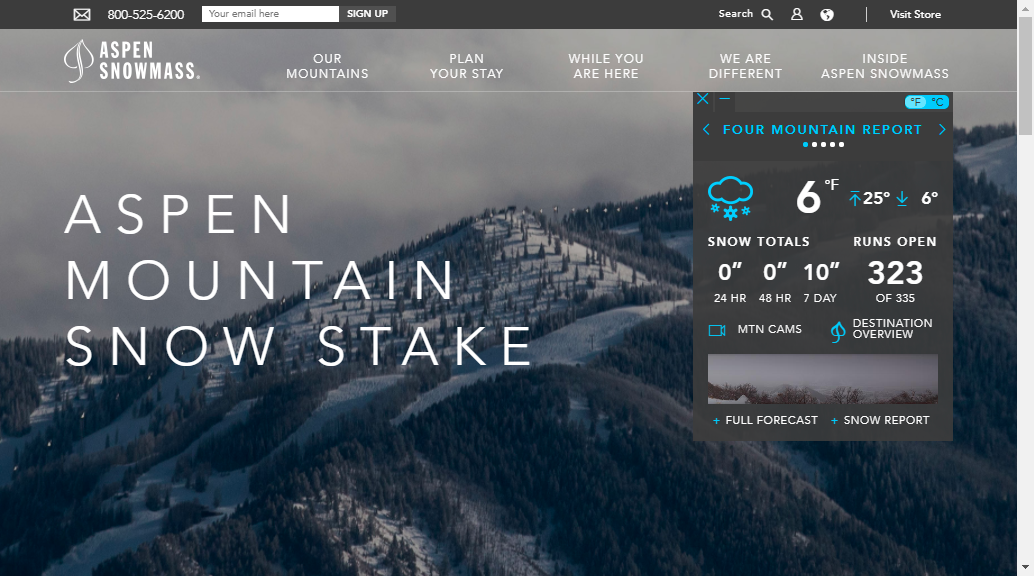 800-525-6200
Your email here
SIGN UP
Search
Visit Store
ASPEN
SNOWMASS.
OUR
MOUNTAINS
PLAN
YOUR STAY
WHILE YOU
ARE HERE
WE ARE
DIFFERENT
INSIDE
ASPEN SNOWMASS
ASPEN
MOUNTAIN
SNOW STAKE
°F °C
FOUR MOUNTAIN REPORT
6 °F 25° 6°
SNOW TOTALS
0” 0” 10”
24 HR 48 HR 7 DAY
RUNS OPEN
323
OF 335
MTN CAMS
DESTINATION
OVERVIEW
+ FULL FORECAST + SNOW REPORT